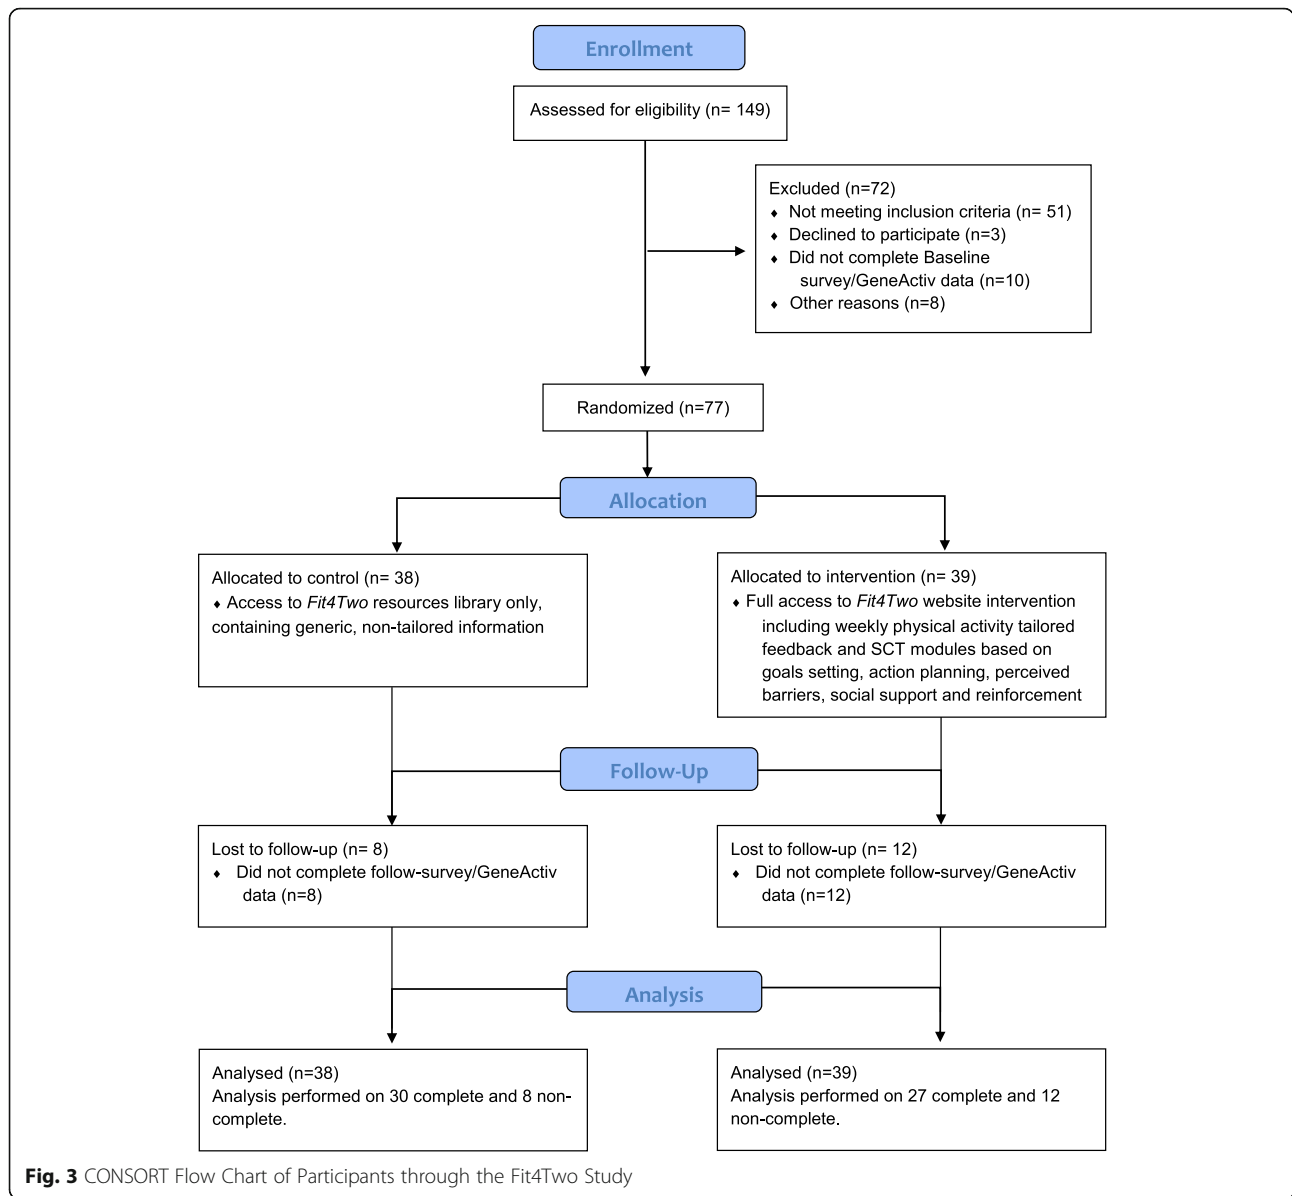 Enrollment
Assessed for eligibility (n= 149)
Excluded (n=72)
♦ Not meeting inclusion criteria (n= 51)
♦ Declined to participate (n=3)
♦ Did not complete Baseline
survey/GeneActiv data (n=10)
♦ Other reasons (n=8)
Randomized (n=77)
Allocation
Allocated to control (n= 38)
♦ Access to Fit4Two resources library only,
containing generic, non-tailored information
Allocated to intervention (n= 39)
♦ Full access to Fit4Two website intervention
including weekly physical activity tailored
feedback and SCT modules based on
goals setting, action planning, perceived
barriers, social support and reinforcement
Follow-Up
Lost to follow-up (n= 8)
♦ Did not complete follow-survey/GeneActiv
data (n=8)
Lost to follow-up (n= 12)
♦ Did not complete follow-survey/GeneActiv
data (n=12)
Analysis
Analysed (n=38)
Analysis performed on 30 complete and 8 non-
complete.
Analysed (n=39)
Analysis performed on 27 complete and 12
non-complete.
Fig. 3 CONSORT Flow Chart of Participants through the Fit4Two Study